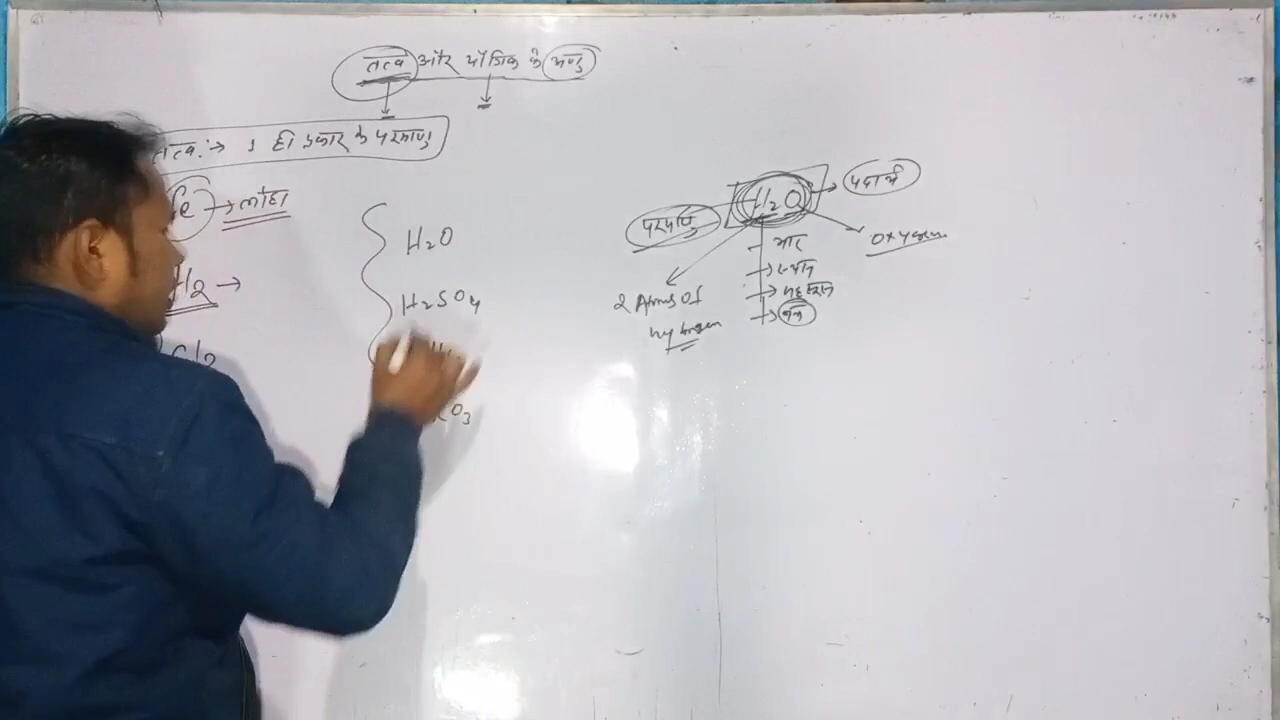 तत्व और यौगिक के अणु
तत्व :→ 1 ही प्रकार के परमाणु
Fe → लोहा
H2 →
Cl2
H2O
H2SO4
CO3
H2O
पदार्थ
परमाणु
Oxygen
2 Atoms Of
hydrogen
भार
स्थान